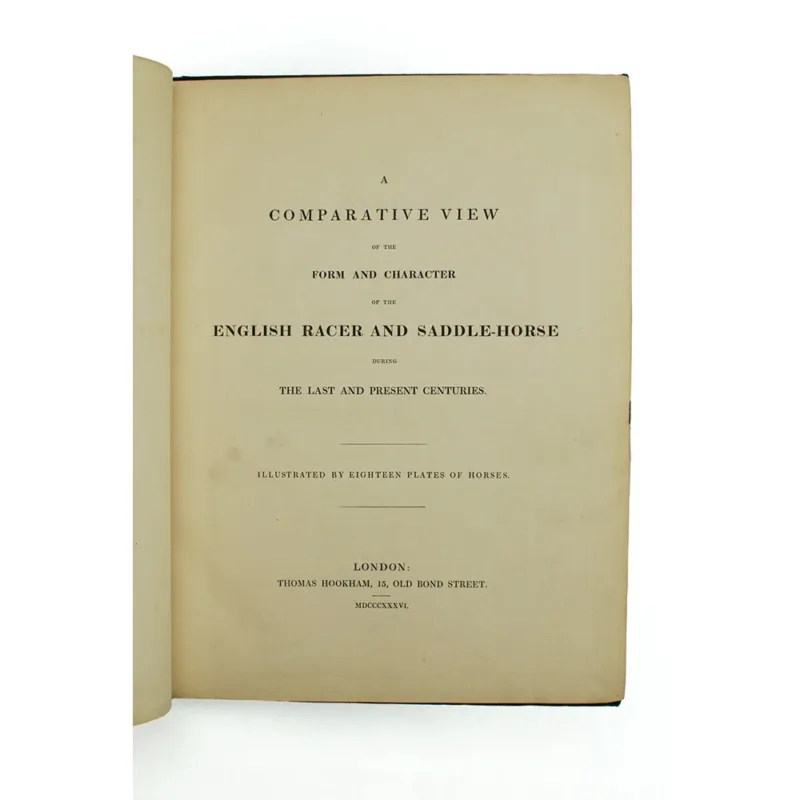 A
COMPARATIVE VIEW
OF THE
FORM AND CHARACTER
OF THE
ENGLISH RACER AND SADDLE-HORSE
DURING
THE LAST AND PRESENT CENTURIES.
ILLUSTRATED BY EIGHTEEN PLATES OF HORSES.
LONDON:
THOMAS HOOKHAM, 15, OLD BOND STREET.
MDCCCXXXVI.